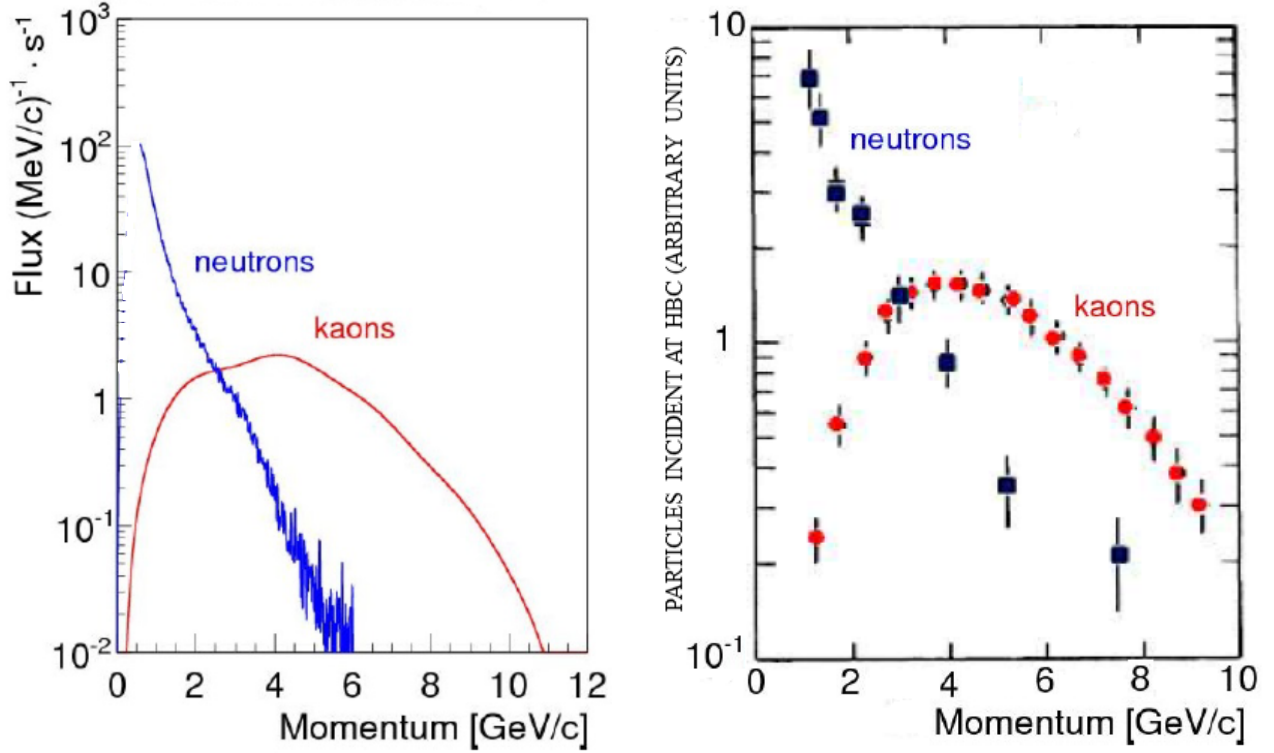 10³
10²
10
1
10⁻¹
10⁻²
Flux (MeV/c)⁻¹ · s⁻¹
neutrons
kaons
0 2 4 6 8 10 12
Momentum [GeV/c]
10
1
10⁻¹
PARTICLES INCIDENT AT HBC (ARBITRARY UNITS)
neutrons
kaons
0 2 4 6 8 10
Momentum [GeV/c]